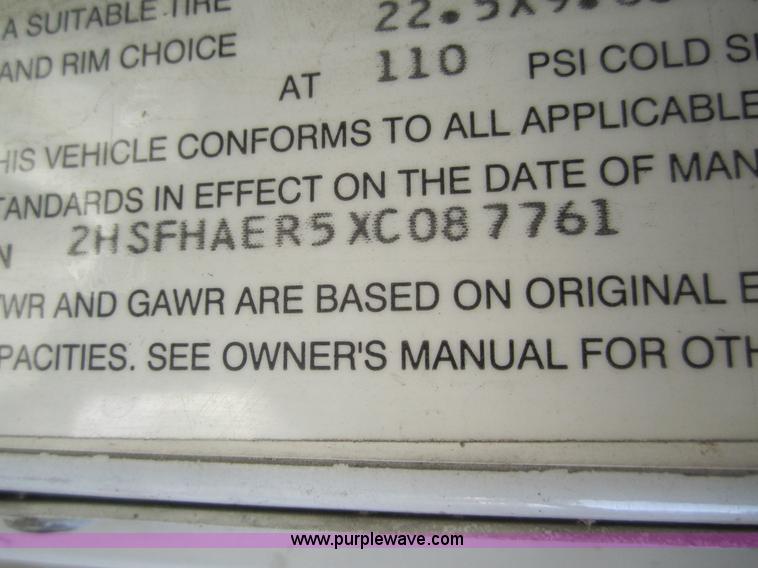 A SUITABLE TIRE 22.5X9.
AND RIM CHOICE
AT 110 PSI COLD
HIS VEHICLE CONFORMS TO ALL APPLICABLE
TANDARDS IN EFFECT ON THE DATE OF MAN
N 2HSFHAER5XC087761
WR AND GAWR ARE BASED ON ORIGINAL E
PACITIES. SEE OWNER'S MANUAL FOR OTH
www.purplewave.com